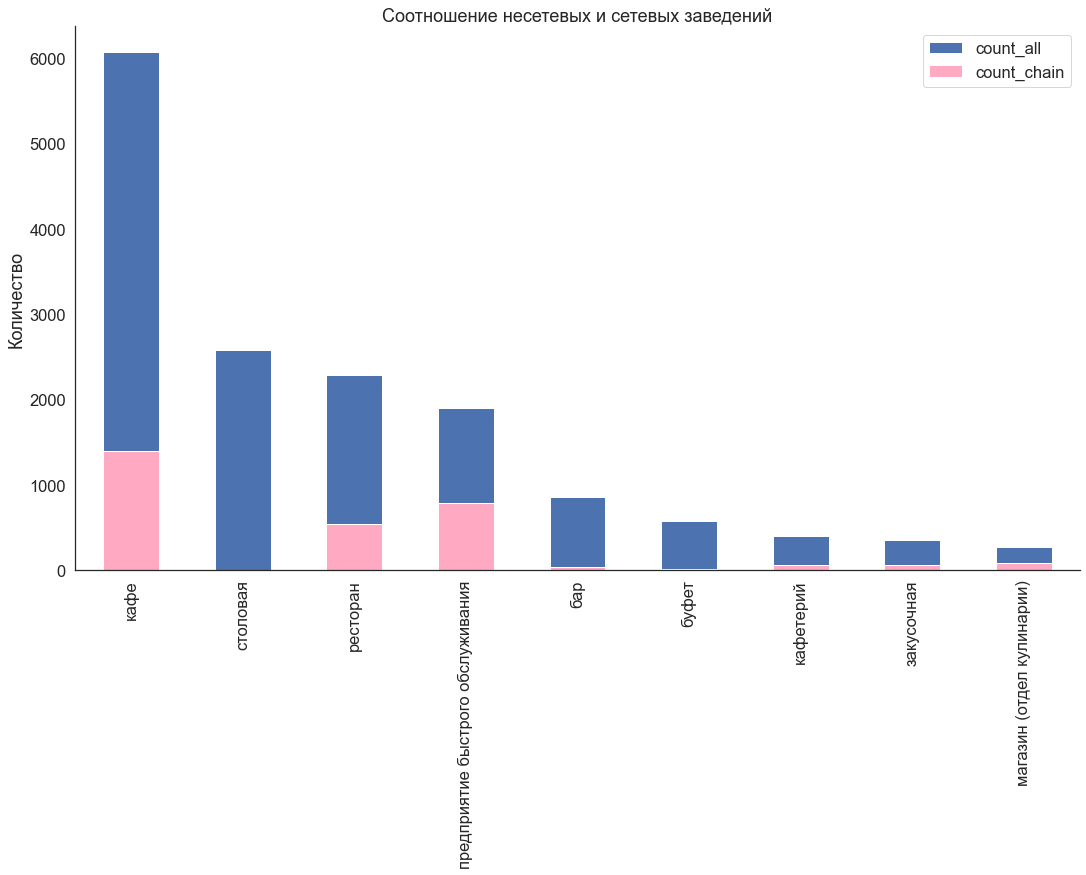 Соотношение несетевых и сетевых заведений
count_all
count_chain
Количество
6000
5000
4000
3000
2000
1000
0
кафе
столовая
ресторан
предприятие быстрого обслуживания
бар
буфет
кафетерий
закусочная
магазин (отдел кулинарии)